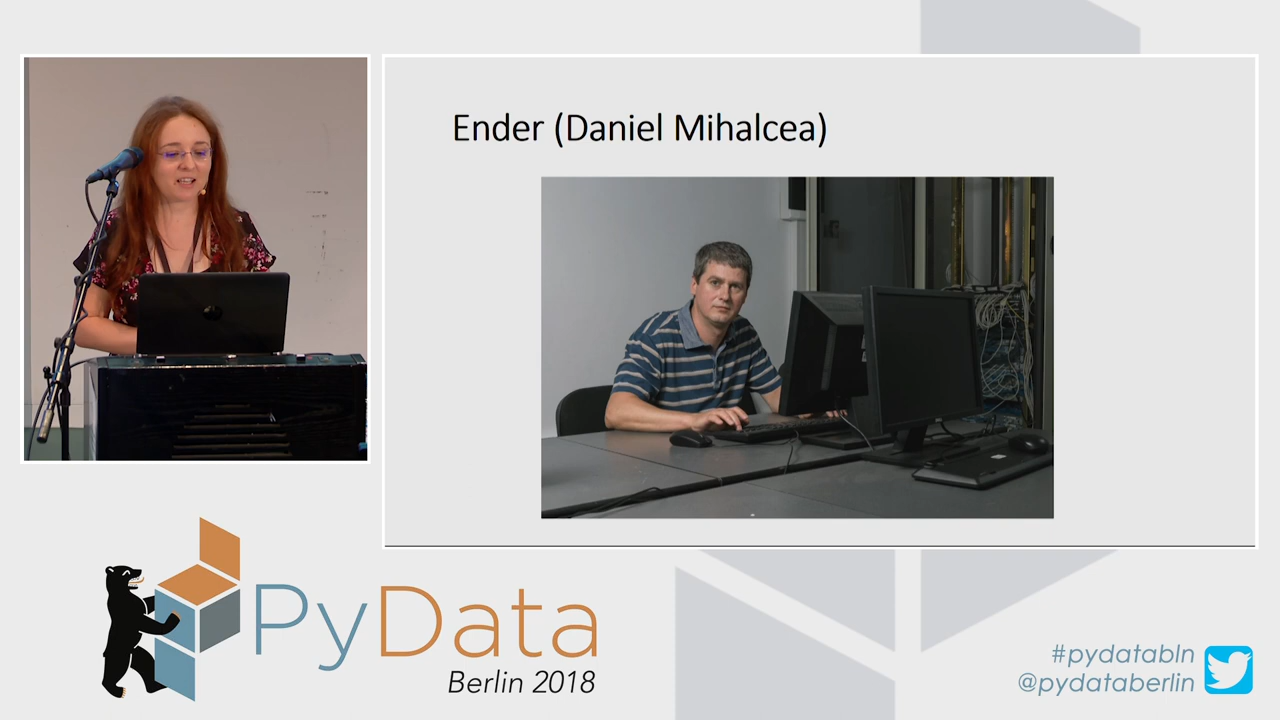 Ender (Daniel Mihalcea)
PyData
Berlin 2018
#pydatabln
@pydataberlin